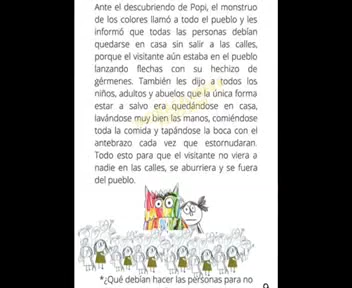 Ante el descubriendo de Popi, el monstruo
de los colores llamó a todo el pueblo y les
informó que todas las personas debían
quedarse en casa sin salir a las calles,
porque el visitante aún estaba en el pueblo
lanzando flechas con su hechizo de
gérmenes. También les dijo a todos los
niños, adultos y abuelos que la única forma
estar a salvo era quedándose en casa,
lavándose muy bien las manos, comiéndose
toda la comida y tapándose la boca con el
antebrazo cada vez que estornudaran.
Todo esto para que el visitante no viera a
nadie en las calles, se aburriera y se fuera
del pueblo.
*¿Qué debían hacer las personas para no
9